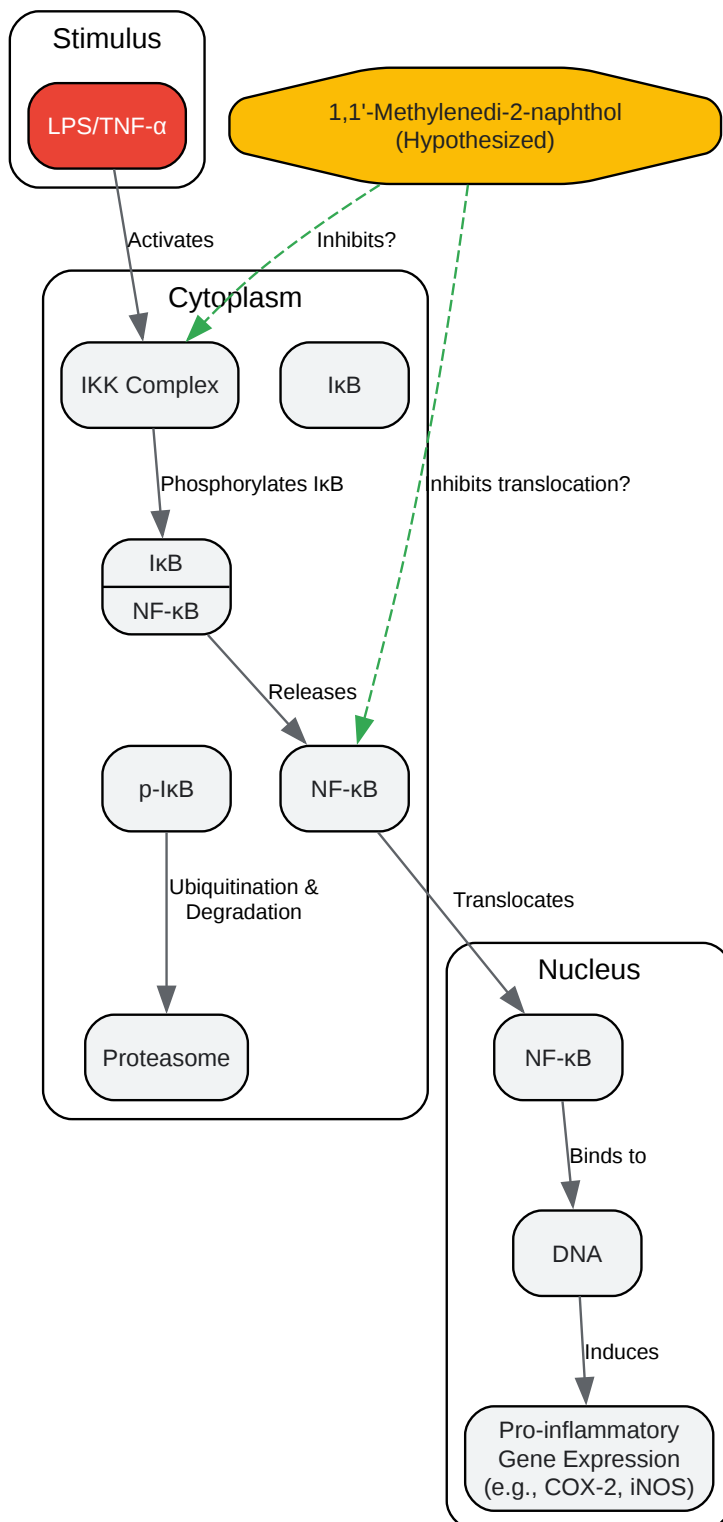 Stimulus
LPS/TNF-α
1,1'-Methylenedi-2-naphthol
(Hypothesized)
Activates
Inhibits?
Cytoplasm
IKK Complex
IκB
Phosphorylates IκB
Inhibits translocation?
IκB
NF-κB
Releases
p-IκB
NF-κB
Ubiquitination &
Degradation
Translocates
Nucleus
Proteasome
NF-κB
Binds to
DNA
Induces
Pro-inflammatory
Gene Expression
(e.g., COX-2, iNOS)